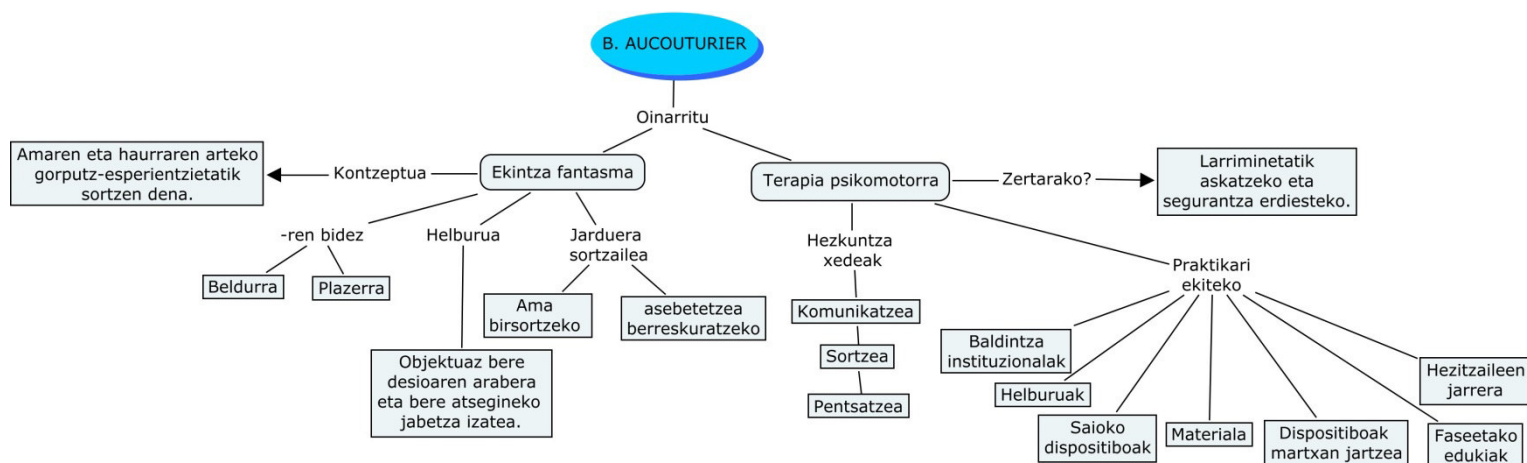 B. AUCOUTURIER
Oinarritu
Amaren eta haurraren arteko
gorputz-esperientzietatik
sortzen dena.
Kontzeptua
Ekintza fantasma
Terapia psikomotorra
Zertarako?
Larriminetatik
askatzeko eta
segurantza erdiesteko.
-ren bidez
Beldurra
Plazerra
Helburua
Objektuaz bere
desioaren arabera
eta bere atsegineko
jabetza izatea.
Jarduera
sortzailea
Ama
birsortzeko
asebetetzea
berreskuratzeko
Hezkuntza
xedeak
Komunikatzea
Sortzea
Pentsatzea
Praktikari
ekiteko
Baldintza
instituzionalak
Helburuak
Saioko
dispositiboak
Materiala
Dispositiboak
martxan jartzea
Faseetako
edukiak
Hezitzaileen
jarrera